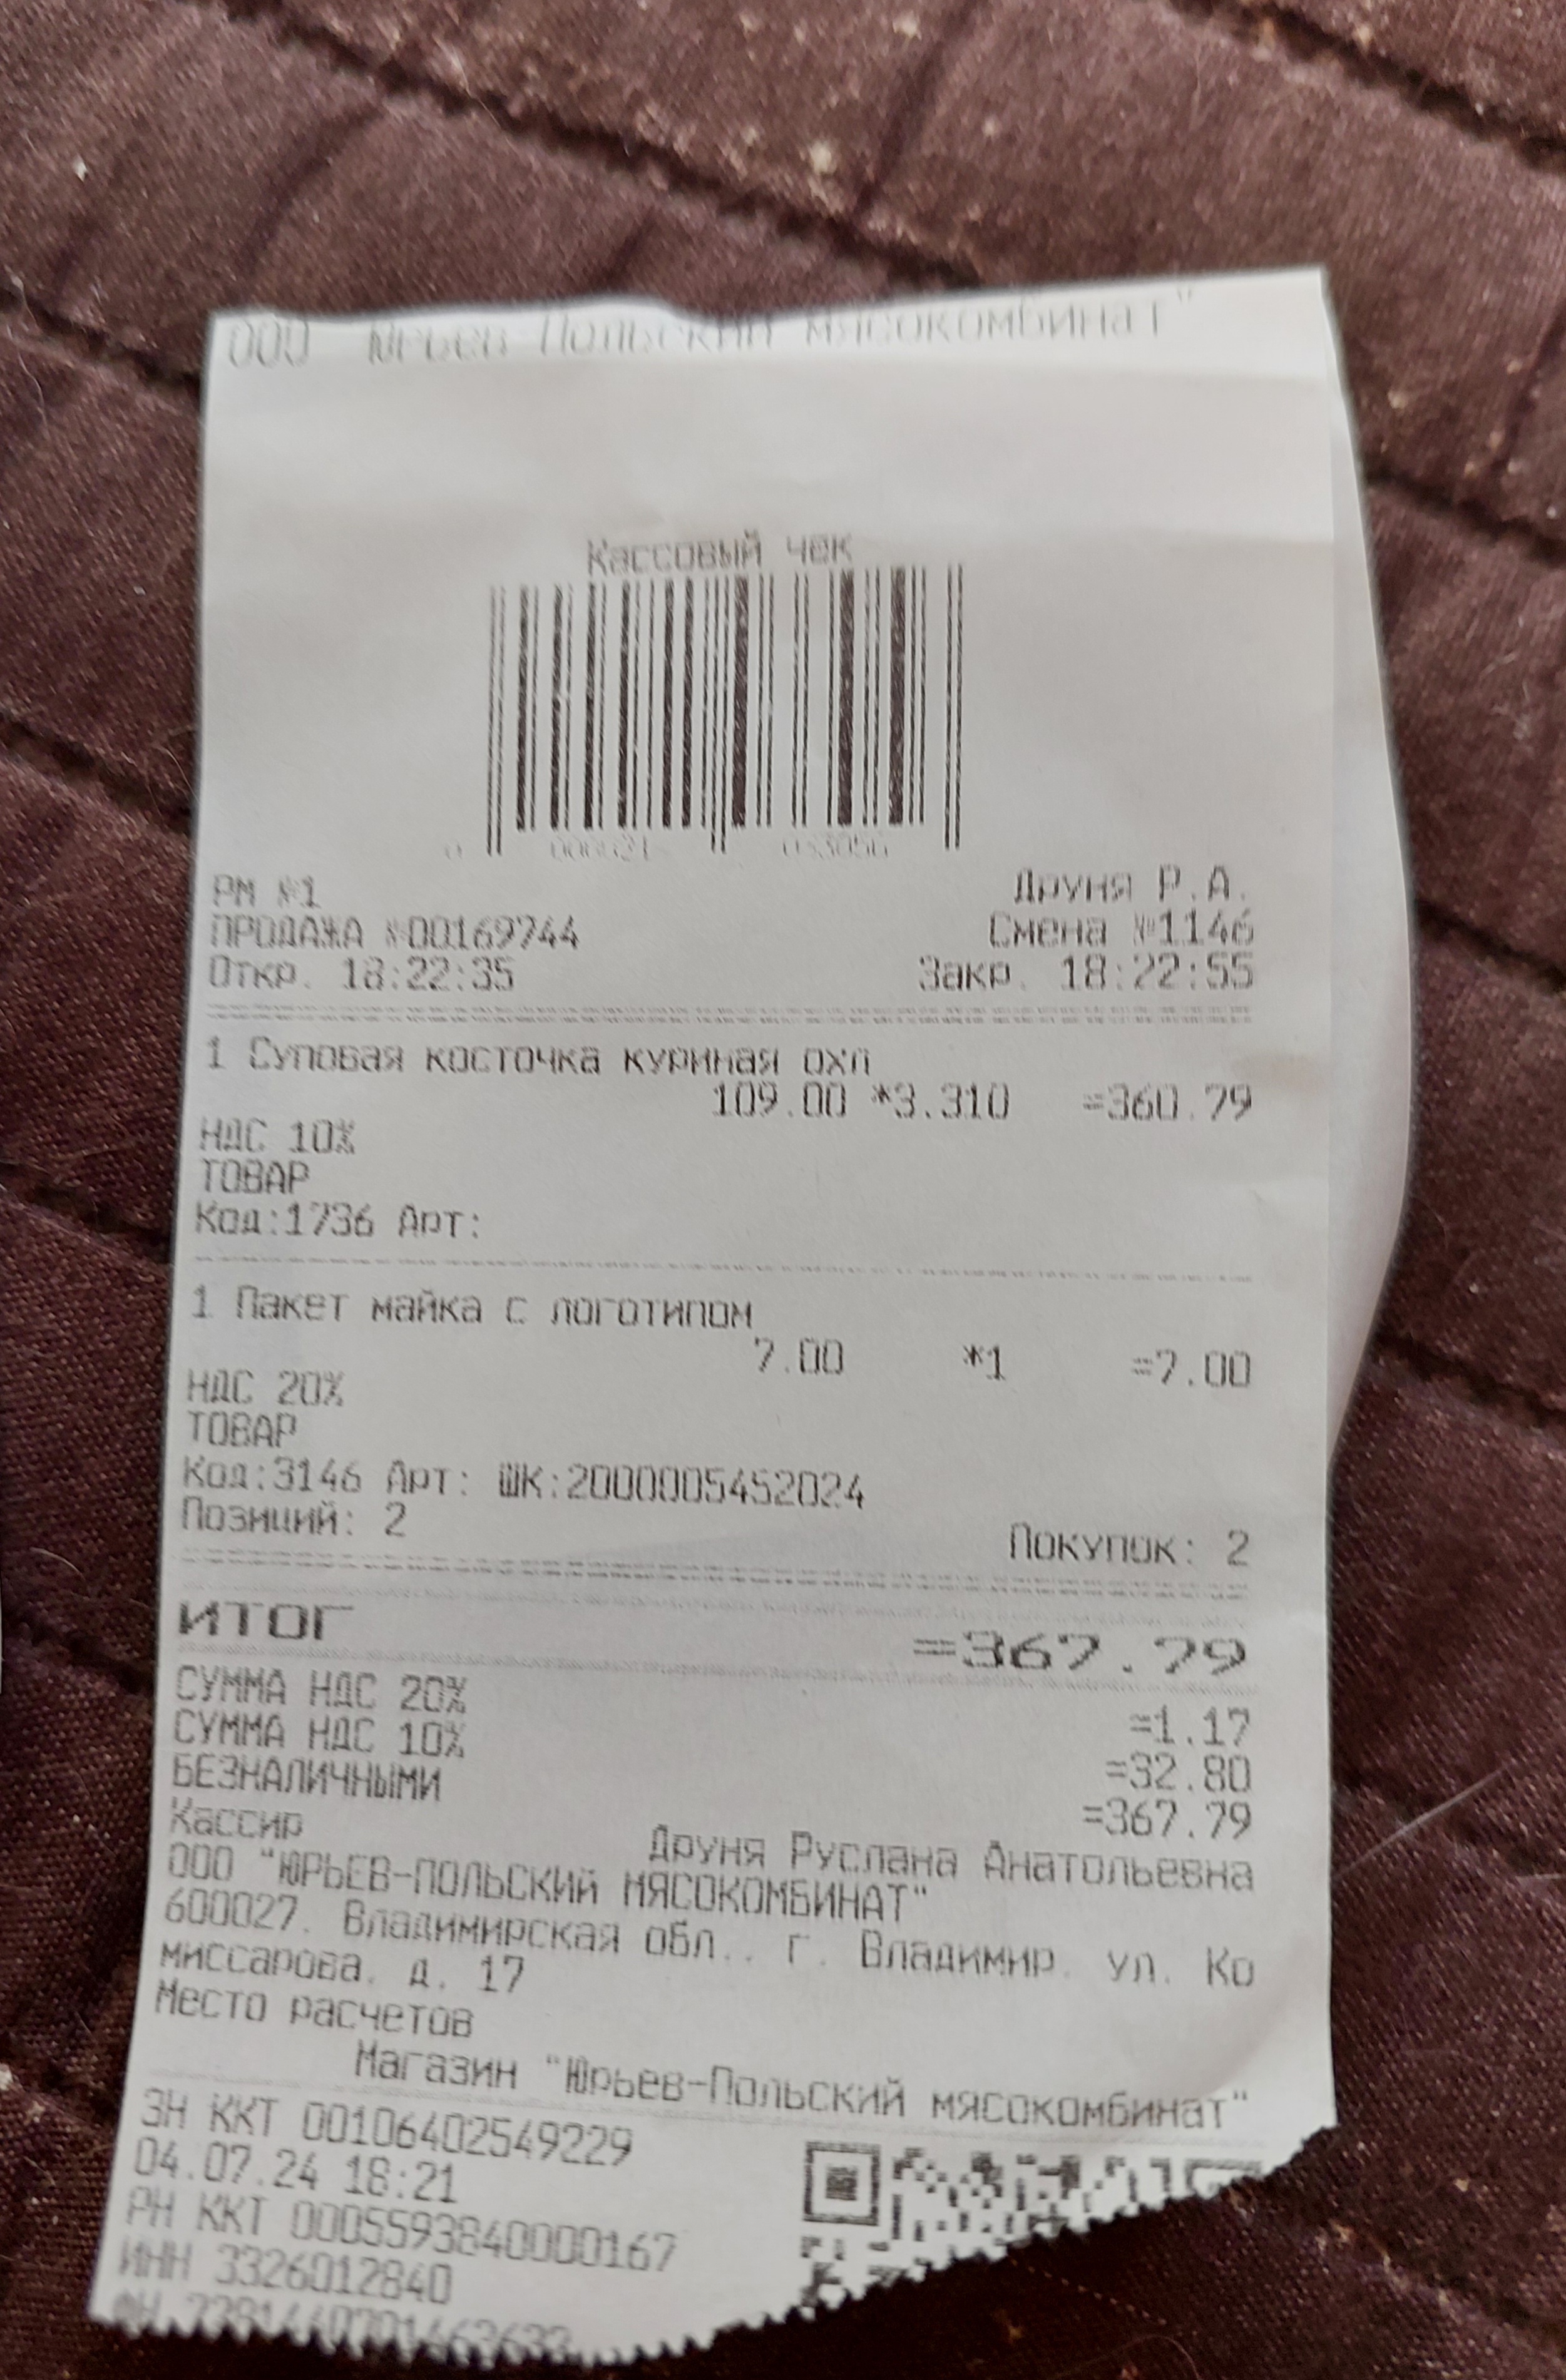 ООО "Юрьев-Польский мясокомбинат"
Кассовый чек
РМ №1 Друня Р.А.
ПРОДАЖА №00169744 Смена №1146
Откр. 18:22:35 Закр. 18:22:55
1 Суповая косточка куриная охл
109.00 *3.310 =360.79
НДС 10%
ТОВАР
Код:1736 Арт:
1 Пакет майка с логотипом
7.00 *1 =7.00
НДС 20%
ТОВАР
Код:3146 Арт: ШК:2000005452024
Позиций: 2 Покупок: 2
ИТОГ =367.79
СУММА НДС 20% =1.17
СУММА НДС 10% =32.80
БЕЗНАЛИЧНЫМИ =367.79
Кассир Друня Руслана Анатольевна
ООО "ЮРЬЕВ-ПОЛЬСКИЙ МЯСОКОМБИНАТ"
600027. Владимирская обл.. г. Владимир. ул. Ко
миссарова. д. 17
Место расчетов
Магазин "Юрьев-Польский мясокомбинат"
ЗН ККТ 00106402549229
04.07.24 18:21
РН ККТ 0005593840000167
ИНН 3326012840
ФН